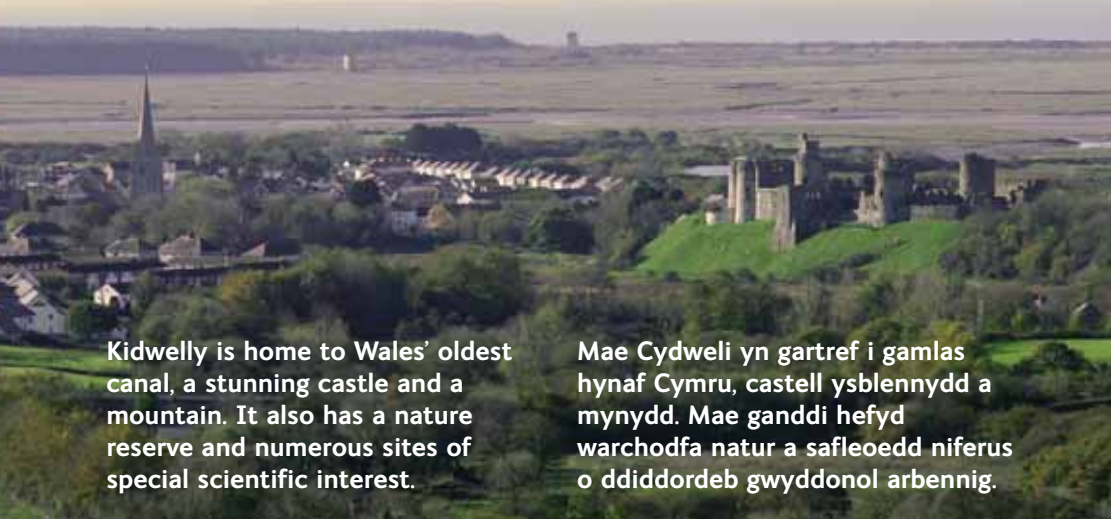 Kidwelly is home to Wales’ oldest
canal, a stunning castle and a
mountain. It also has a nature
reserve and numerous sites of
special scientific interest.
Mae Cydweli yn gartref i gamlas
hynaf Cymru, castell ysblennydd a
mynydd. Mae ganddi hefyd
warchodfa natur a safleoedd niferus
o ddiddordeb gwyddonol arbennig.